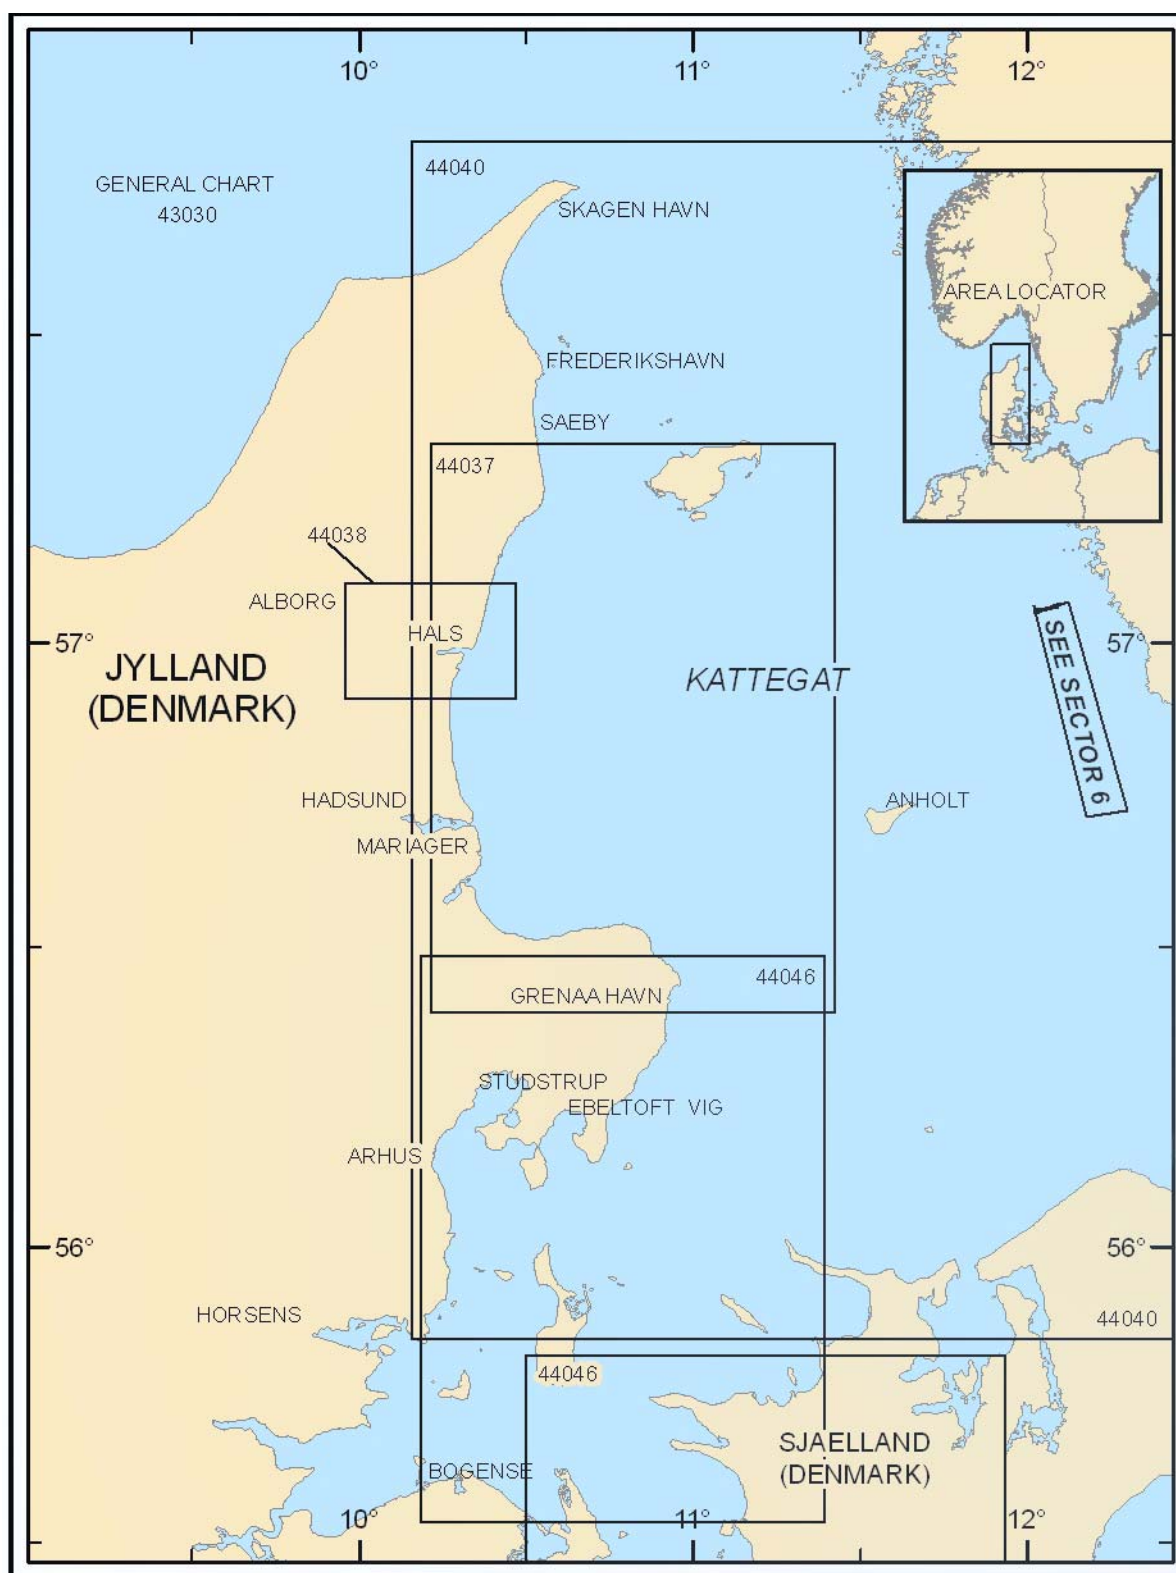 10°
11°
12°
44040
GENERAL CHART
43030
SKAGEN HAVN
AREA LOCATOR
FREDERIKSHAVN
SAEBY
44037
44038
ALBORG
HALS
57°
57°
JYLLAND
(DENMARK)
KATTEGAT
SEE SECTOR 6
HADSUND
ANHOLT
MARIAGER
44046
GRENAA HAVN
STUDSTRUP
EBELTOFT VIG
ARHUS
56°
56°
HORSENS
44040
44046
SJAELLAND
(DENMARK)
BOGENSE
10°
11°
12°